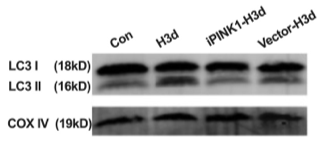 Con H3d iPINK1-H3d Vector-H3d
LC3 I (18kD)
LC3 II (16kD)
COX IV (19kD)